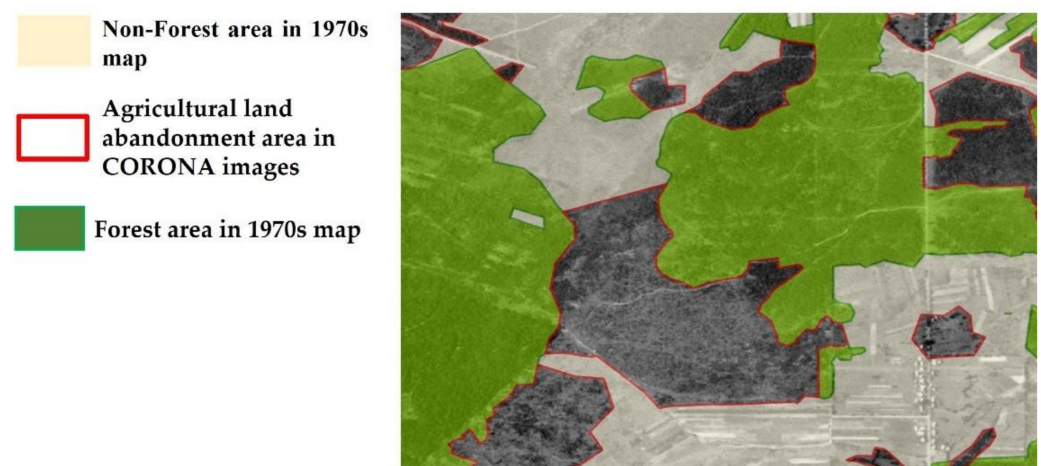 Non-Forest area in 1970s
map
Agricultural land
abandonment area in
CORONA images
Forest area in 1970s map